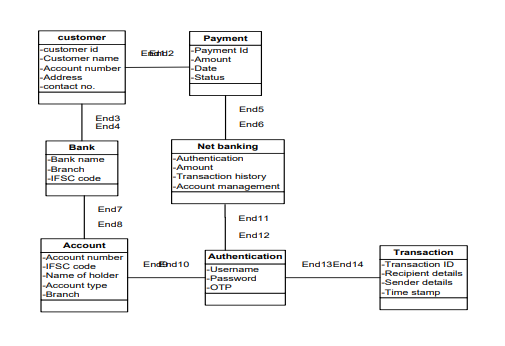 customer
-customer id
-Customer name
-Account number
-Address
-contact no.
End1 End2
Payment
-Payment Id
-Amount
-Date
-Status
End3
End4
End5
End6
Bank
-Bank name
-Branch
-IFSC code
Net banking
-Authentication
-Amount
-Transaction history
-Account management
End7
End8
End11
End12
Account
-Account number
-IFSC code
-Name of holder
-Account type
-Branch
End9 End10
Authentication
-Username
-Password
-OTP
End13End14
Transaction
-Transaction ID
-Recipient details
-Sender details
-Time stamp